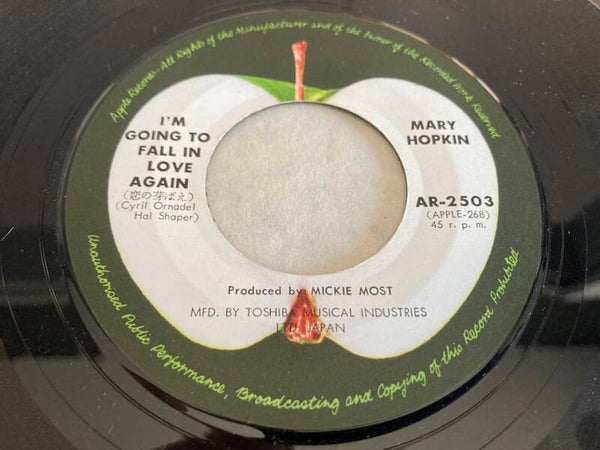 Apple Records-All Rights of the Manufacturer and of the Owner of the Recorded Work Reserved
I'M
GOING TO
FALL IN
LOVE
AGAIN
(恋の芽ばえ)
(Cyril Ornadel
Hal Shaper)
MARY
HOPKIN
AR-2503
(APPLE-26B)
45 r. p. m.
Produced by MICKIE MOST
MFD. BY TOSHIBA MUSICAL INDUSTRIES
LTD. JAPAN
Unauthorised Public Performance, Broadcasting and Copying of this Record Prohibited